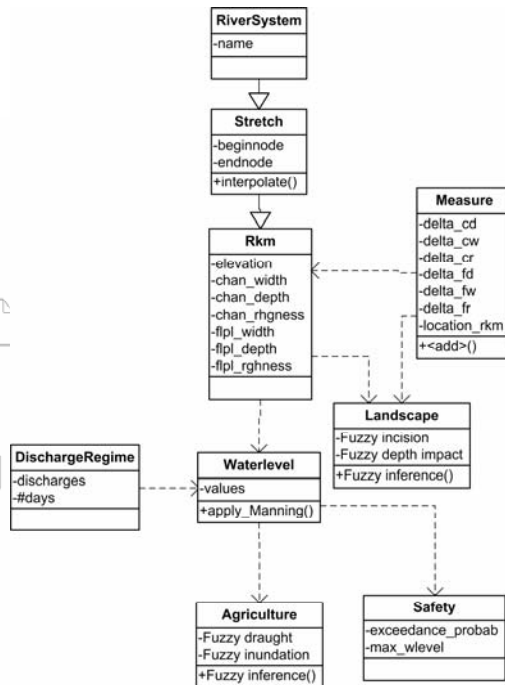 RiverSystem
-name
Stretch
-beginnode
-endnode
+interpolate()
Measure
-delta_cd
-delta_cw
-delta_cr
-delta_fd
-delta_fw
-delta_fr
-location_rkm
+<add>()
Rkm
-elevation
-chan_width
-chan_depth
-chan_rhgness
-flpl_width
-flpl_depth
-flpl_rghness
Landscape
-Fuzzy incision
-Fuzzy depth impact
+Fuzzy inference()
DischargeRegime
-discharges
-#days
Waterlevel
-values
+apply_Manning()
Agriculture
-Fuzzy draught
-Fuzzy inundation
+Fuzzy inference()
Safety
-exceedance_probab
-max_wlevel